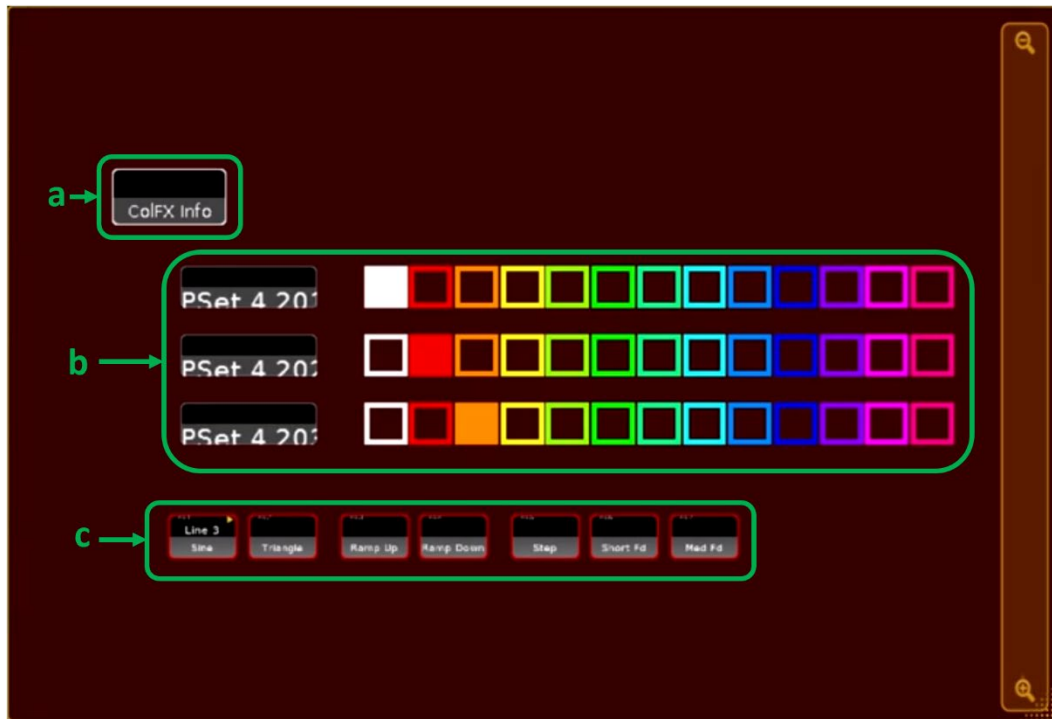 a
ColFX Info
b
PSet 4 201
PSet 4 202
PSet 4 203
c
Line 3
Sine
Triangle
Ramp Up
Ramp Down
Step
Short Fd
Med Fd